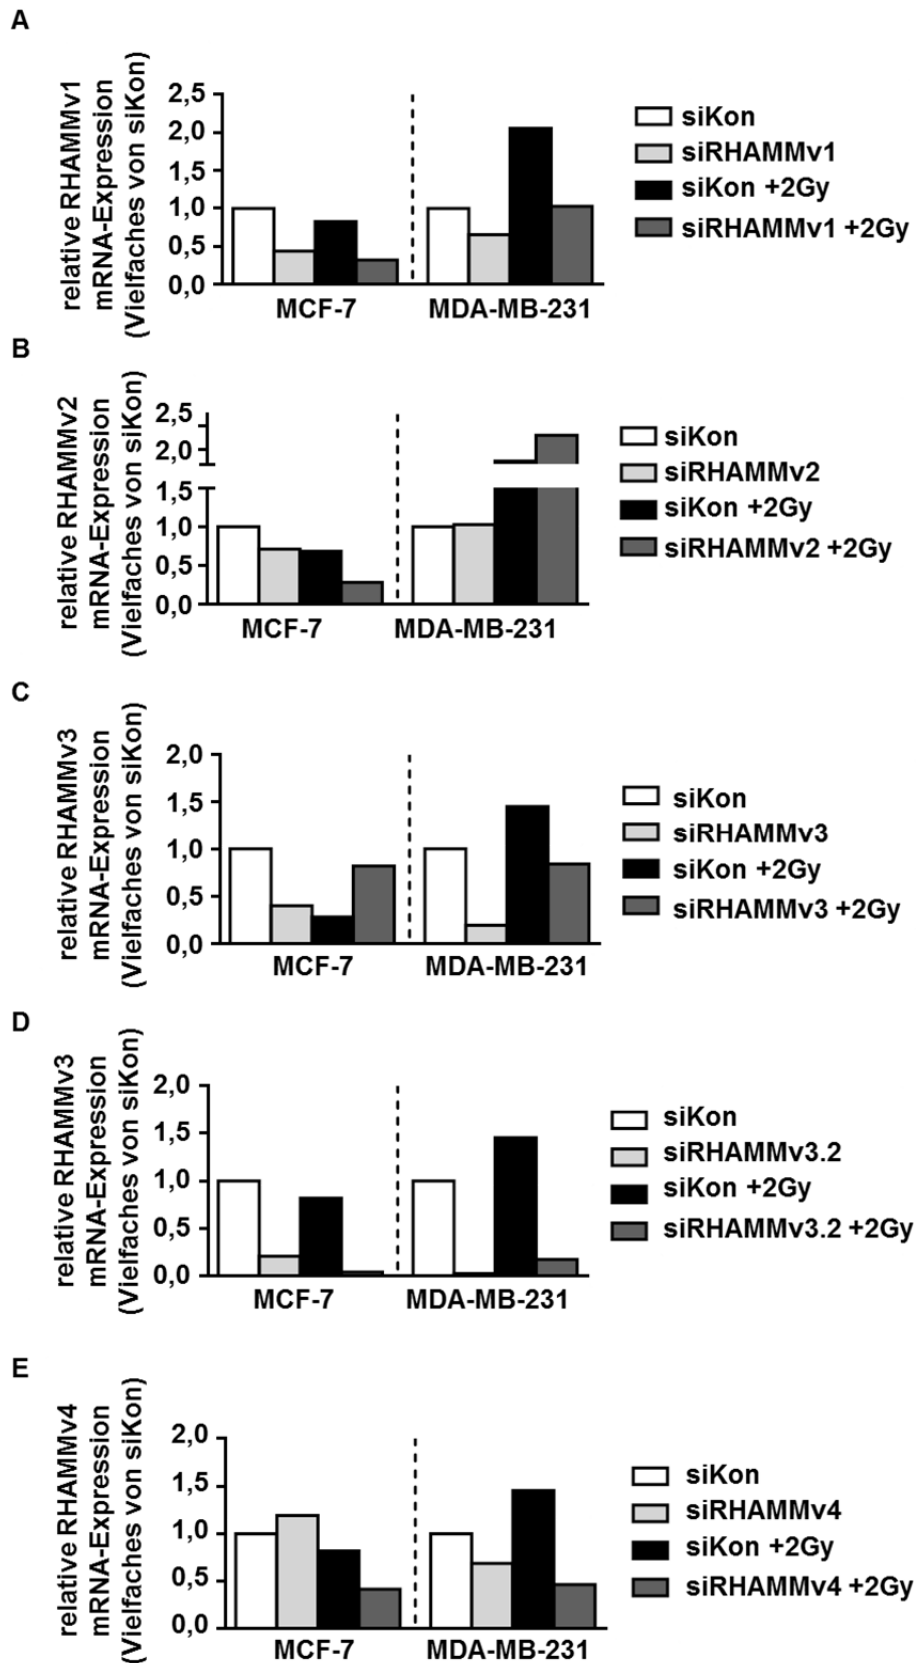 A
relative RHAMMv1
mRNA-Expression
(Vielfaches von siKon)
2,5
2,0
1,5
1,0
0,5
0,0
MCF-7
MDA-MB-231
siKon
siRHAMMv1
siKon +2Gy
siRHAMMv1 +2Gy
B
relative RHAMMv2
mRNA-Expression
(Vielfaches von siKon)
2,5
2,0
1,5
1,0
0,5
0,0
MCF-7
MDA-MB-231
siKon
siRHAMMv2
siKon +2Gy
siRHAMMv2 +2Gy
C
relative RHAMMv3
mRNA-Expression
(Vielfaches von siKon)
2,0
1,5
1,0
0,5
0,0
MCF-7
MDA-MB-231
siKon
siRHAMMv3
siKon +2Gy
siRHAMMv3 +2Gy
D
relative RHAMMv3
mRNA-Expression
(Vielfaches von siKon)
2,0
1,5
1,0
0,5
0,0
MCF-7
MDA-MB-231
siKon
siRHAMMv3.2
siKon +2Gy
siRHAMMv3.2 +2Gy
E
relative RHAMMv4
mRNA-Expression
(Vielfaches von siKon)
2,0
1,5
1,0
0,5
0,0
MCF-7
MDA-MB-231
siKon
siRHAMMv4
siKon +2Gy
siRHAMMv4 +2Gy